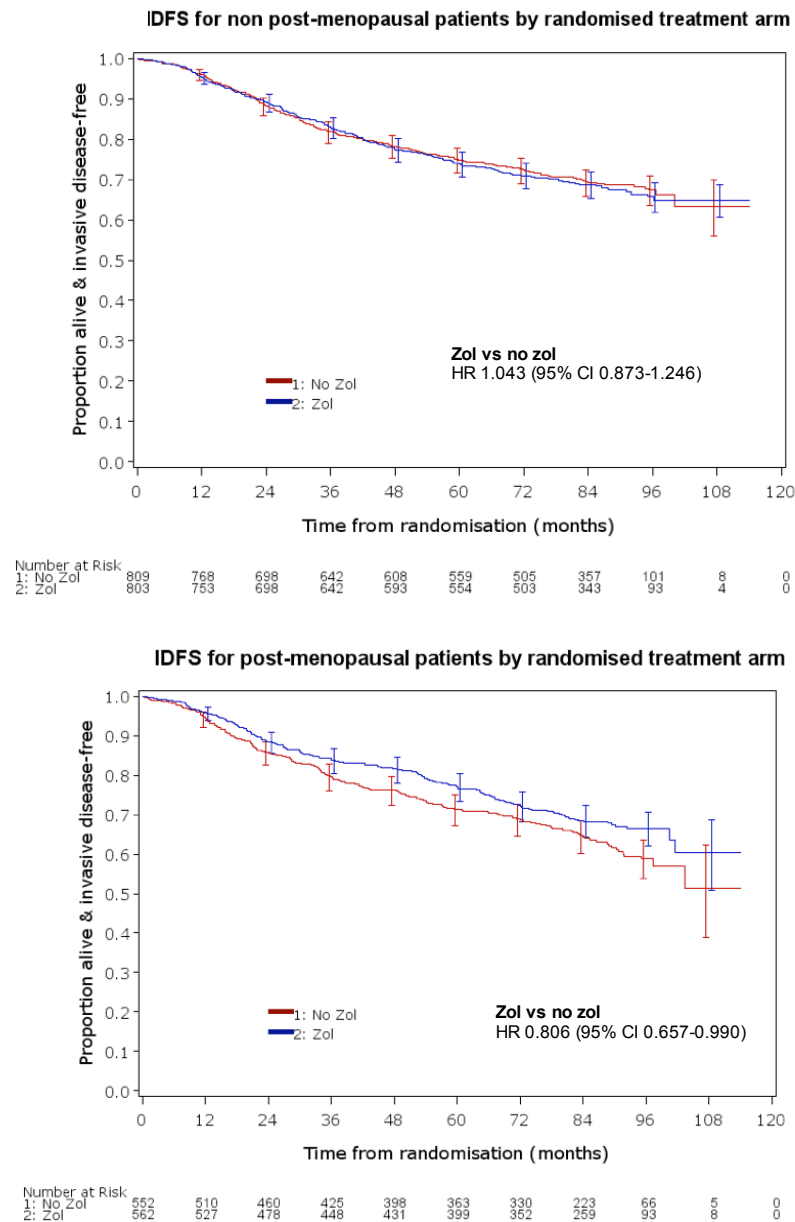 IDFS for non post-menopausal patients by randomised treatment arm
1.0
0.9
0.8
0.7
0.6
0.5
0.4
0.3
0.2
0.1
0.0
Proportion alive & invasive disease-free
Zol vs no zol
HR 1.043 (95% CI 0.873-1.246)
1: No Zol
2: Zol
0 12 24 36 48 60 72 84 96 108 120
Time from randomisation (months)
Number at Risk
1: No Zol 809 768 698 642 608 559 505 357 101 8 0
2: Zol 803 753 698 642 593 554 503 343 93 4 0
IDFS for post-menopausal patients by randomised treatment arm
1.0
0.9
0.8
0.7
0.6
0.5
0.4
0.3
0.2
0.1
0.0
Proportion alive & invasive disease-free
Zol vs no zol
HR 0.806 (95% CI 0.657-0.990)
1: No Zol
2: Zol
0 12 24 36 48 60 72 84 96 108 120
Time from randomisation (months)
Number at Risk
1: No Zol 552 510 460 425 398 363 330 223 66 5 0
2: Zol 562 527 478 448 431 399 352 259 93 8 0